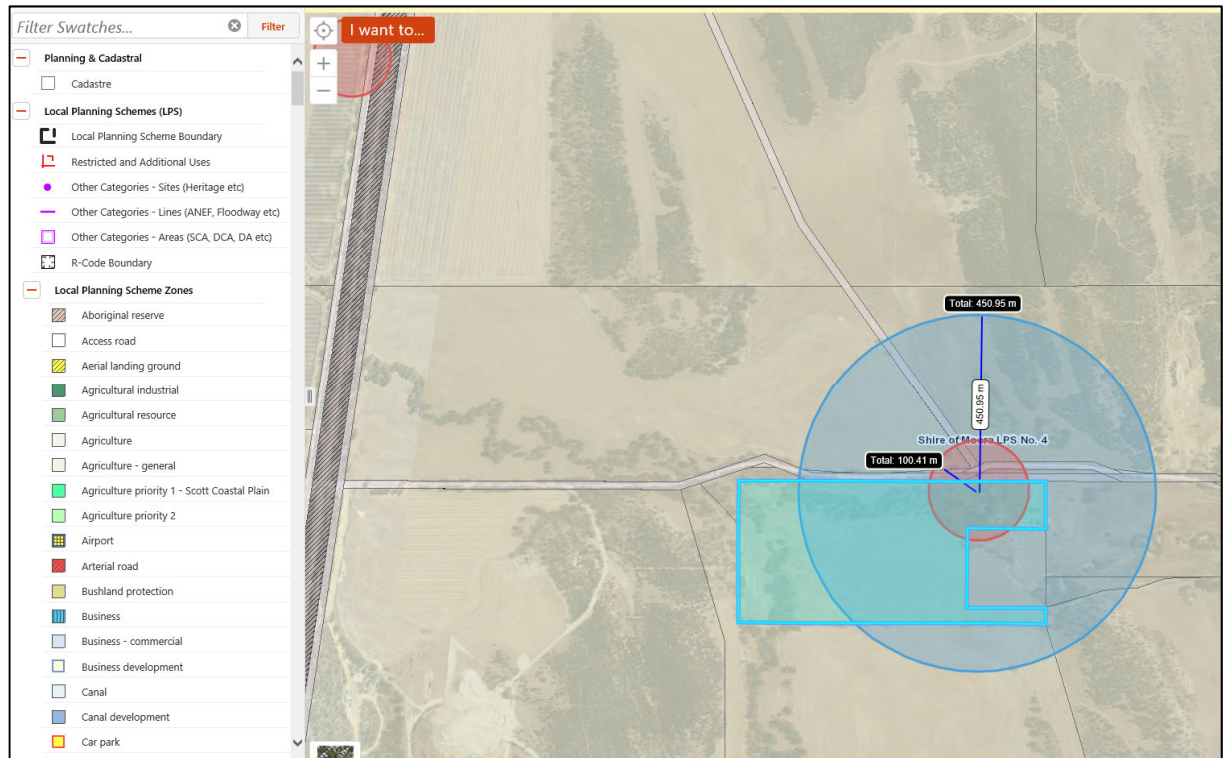 Filter Swatches...
Filter
Planning & Cadastral
Cadastre
Local Planning Schemes (LPS)
Local Planning Scheme Boundary
Restricted and Additional Uses
Other Categories - Sites (Heritage etc)
Other Categories - Lines (ANEF, Floodway etc)
Other Categories - Areas (SCA, DCA, DA etc)
R-Code Boundary
Local Planning Scheme Zones
Aboriginal reserve
Access road
Aerial landing ground
Agricultural industrial
Agricultural resource
Agriculture
Agriculture - general
Agriculture priority 1 - Scott Coastal Plain
Agriculture priority 2
Airport
Arterial road
Bushland protection
Business
Business - commercial
Business development
Canal
Canal development
Car park
I want to...
Total: 450.95 m
450.95 m
Shire of Moora LPS No. 4
Total: 100.41 m